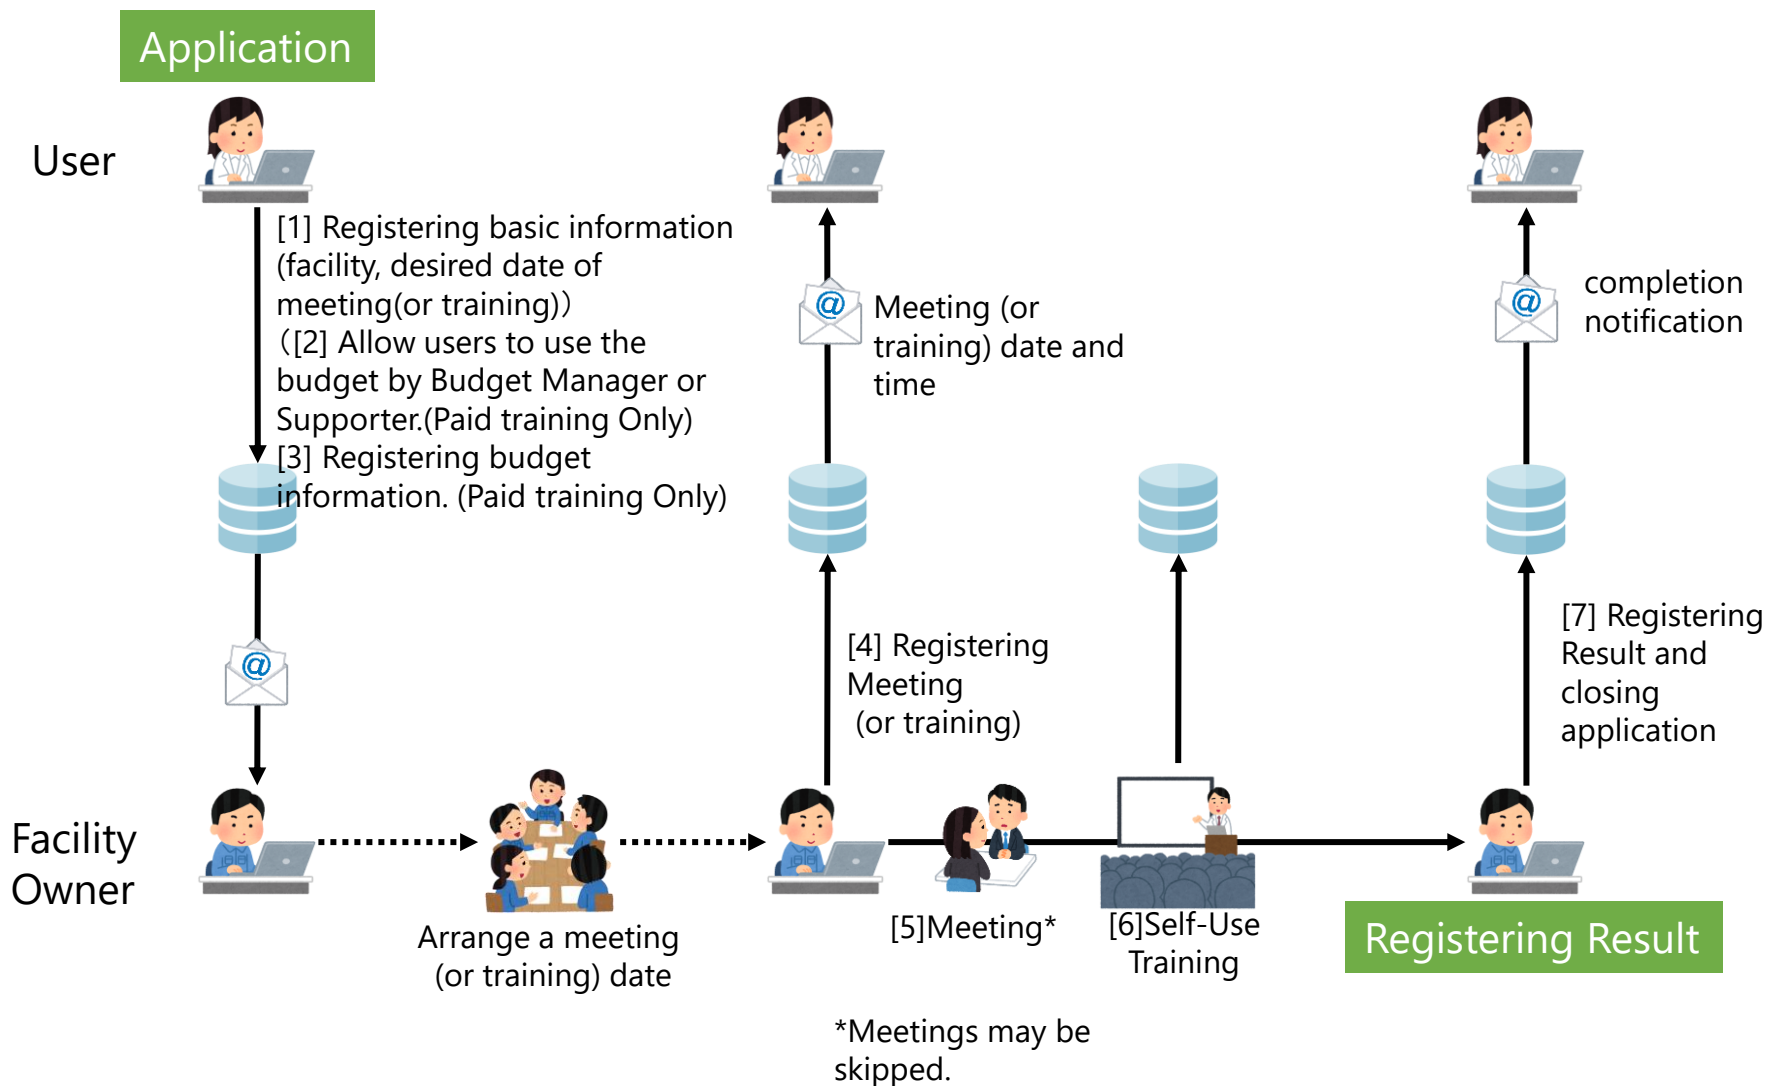 Application
User
[1] Registering basic information
(facility, desired date of
meeting(or training)）
（[2] Allow users to use the
budget by Budget Manager or
Supporter.(Paid training Only)
[3] Registering budget
information. (Paid training Only)
@
Meeting (or
training) date and
time
@
completion
notification
@
[4] Registering
Meeting
(or training)
[7] Registering
Result and
closing
application
Facility
Owner
Arrange a meeting
(or training) date
[5]Meeting*
[6]Self-Use
Training
Registering Result
*Meetings may be
skipped.